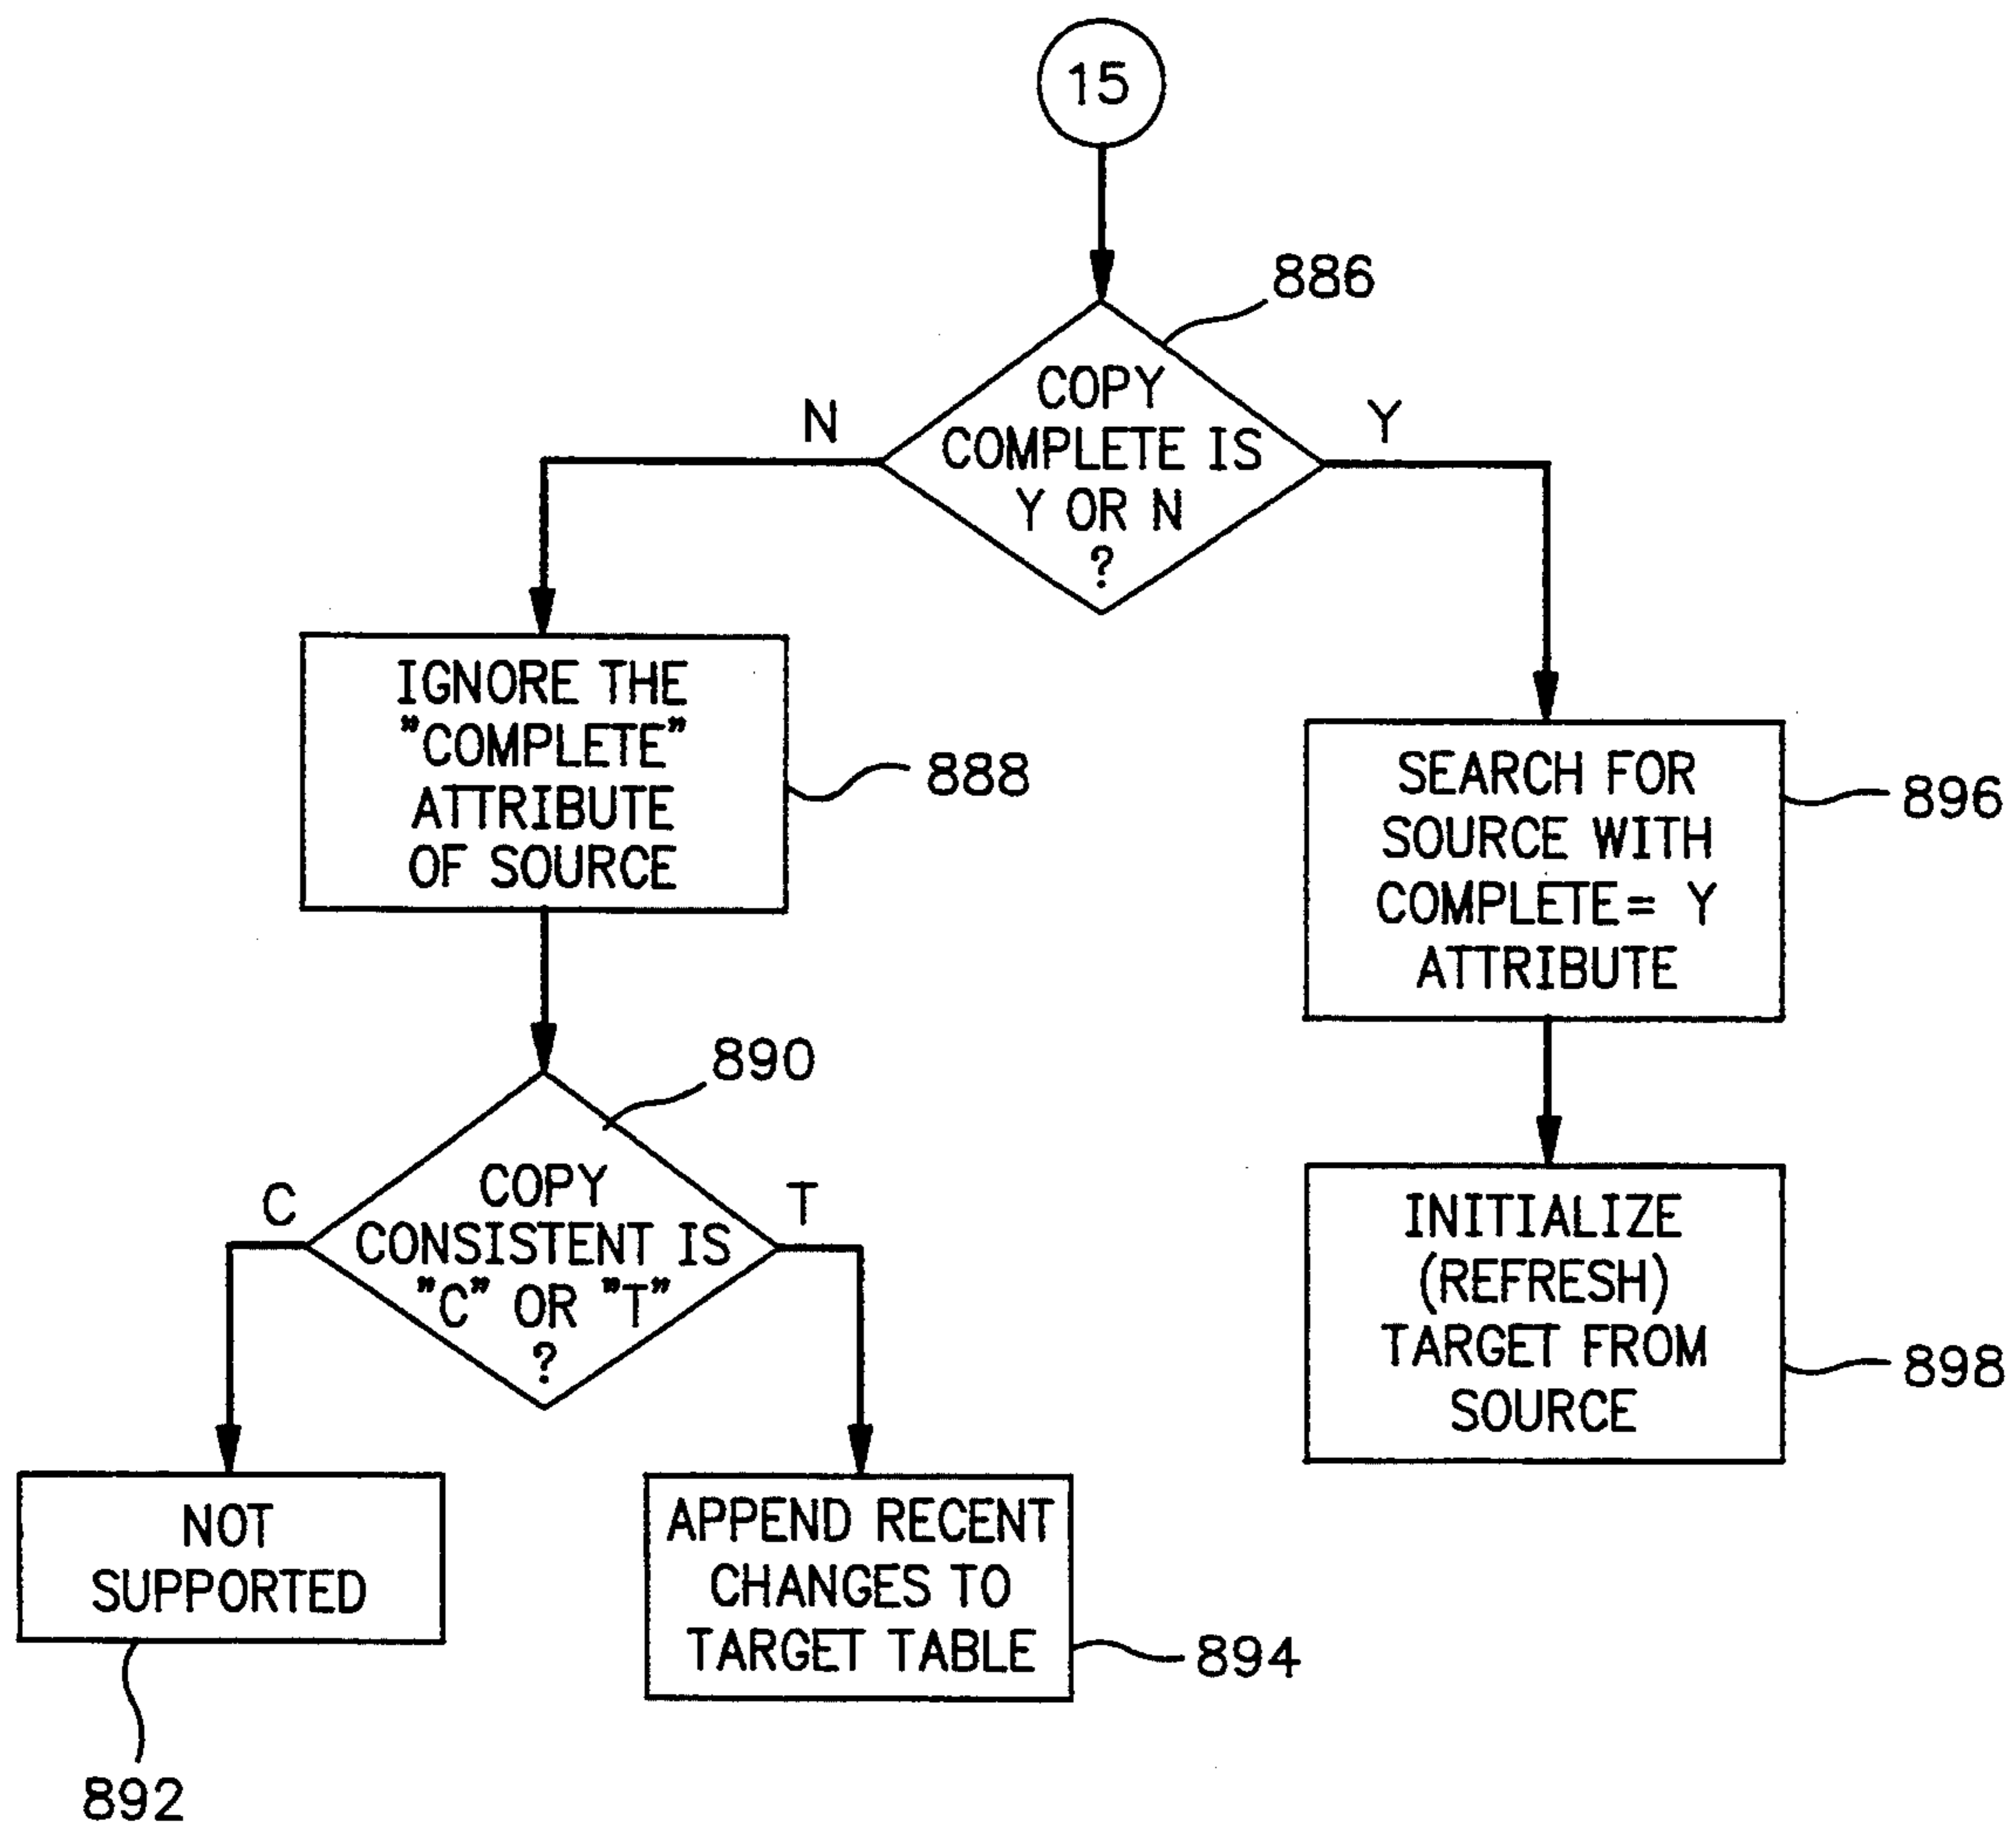 15
886
COPY
COMPLETE IS
Y OR N
?
N
Y
IGNORE THE
"COMPLETE"
ATTRIBUTE
OF SOURCE
888
SEARCH FOR
SOURCE WITH
COMPLETE= Y
ATTRIBUTE
896
890
COPY
CONSISTENT IS
"C" OR "T"
?
C
T
INITIALIZE
(REFRESH)
TARGET FROM
SOURCE
898
NOT
SUPPORTED
892
APPEND RECENT
CHANGES TO
TARGET TABLE
894